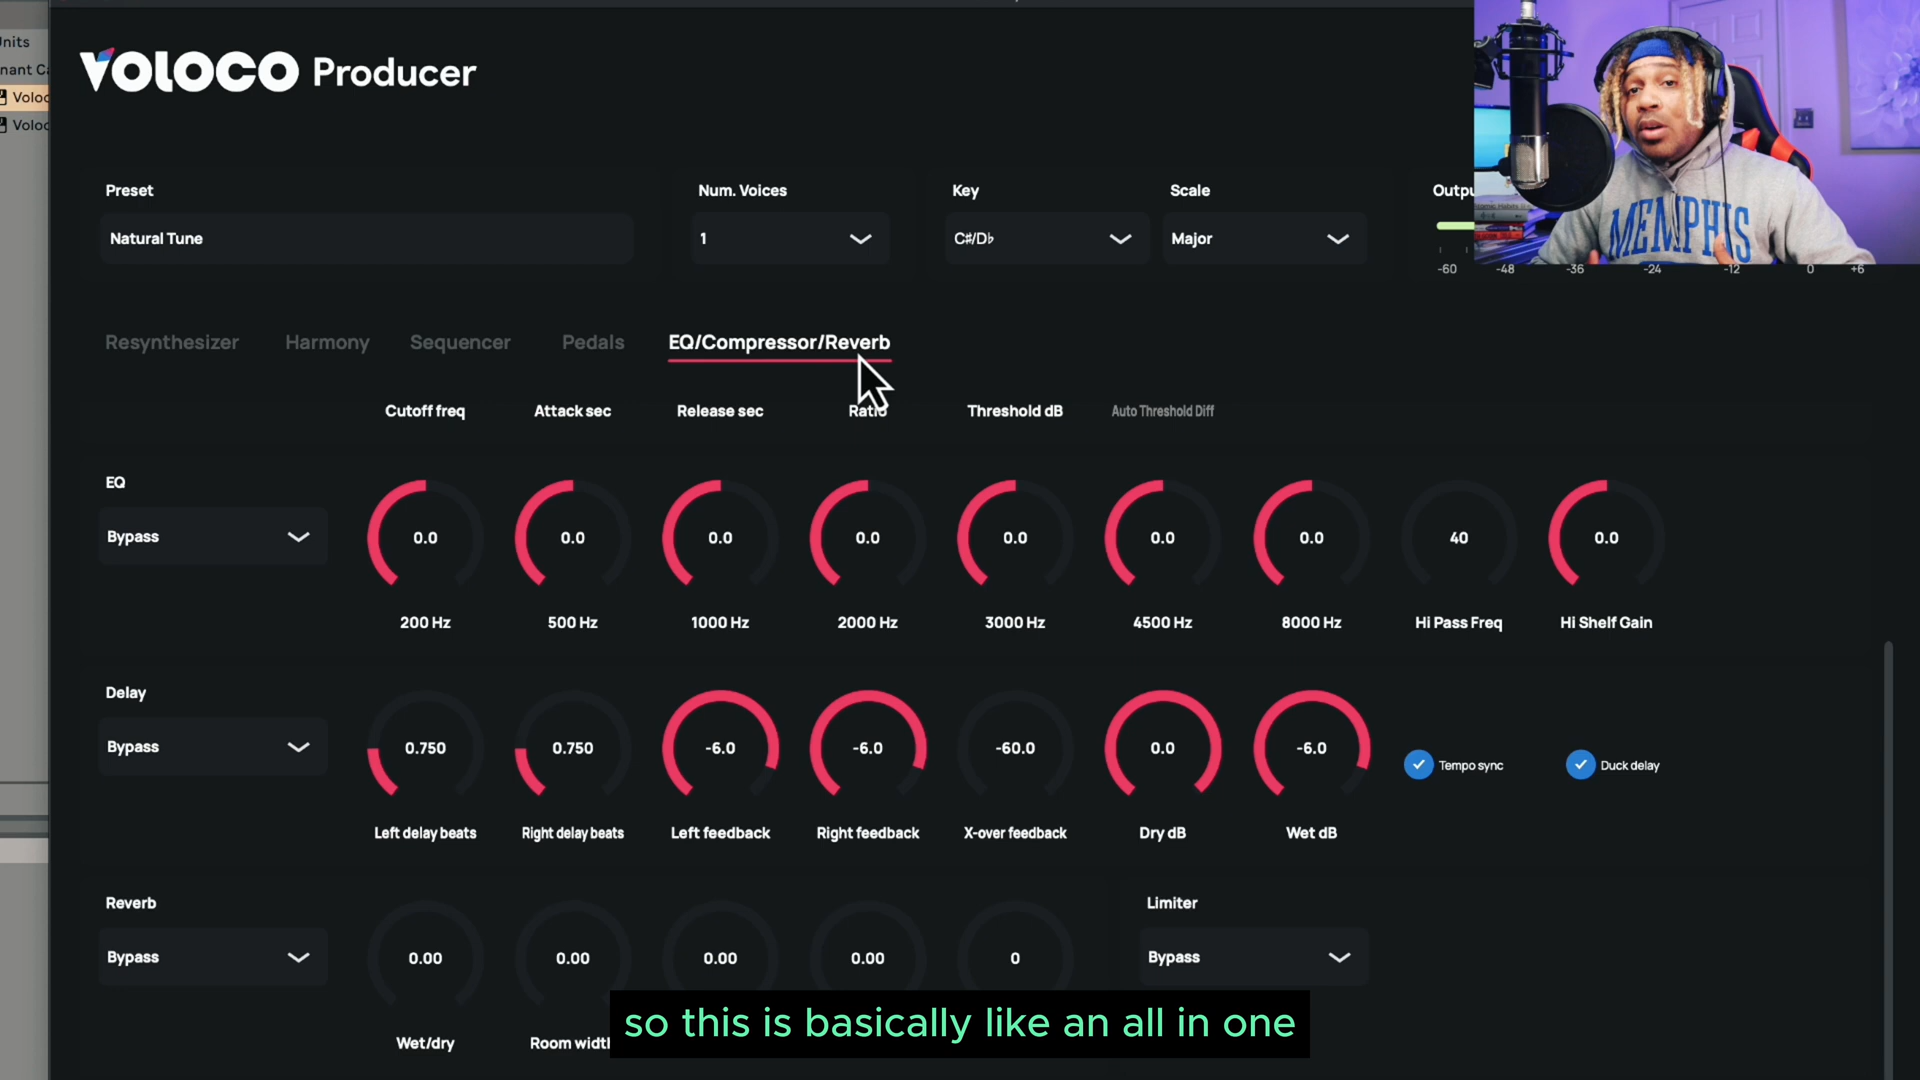 Units
nant Ca
Voloc
Voloc
VOLOCO Producer
Preset
Num. Voices
Key
Scale
Outpu
Natural Tune
1
C#/D♭
Major
MEMPHIS
-60 -48 -36 -24 -12 0 +6
Resynthesizer Harmony Sequencer Pedals EQ/Compressor/Reverb
Cutoff freq Attack sec Release sec Ratio Threshold dB Auto Threshold Diff
EQ
Bypass
0.0 0.0 0.0 0.0 0.0 0.0 0.0 40 0.0
200 Hz 500 Hz 1000 Hz 2000 Hz 3000 Hz 4500 Hz 8000 Hz Hi Pass Freq Hi Shelf Gain
Delay
Bypass
0.750 0.750 -6.0 -6.0 -60.0 0.0 -6.0 Tempo sync Duck delay
Left delay beats Right delay beats Left feedback Right feedback X-over feedback Dry dB Wet dB
Reverb
Limiter
Bypass
0.00 0.00 0.00 0.00 0
Bypass
Wet/dry Room width
so this is basically like an all in one